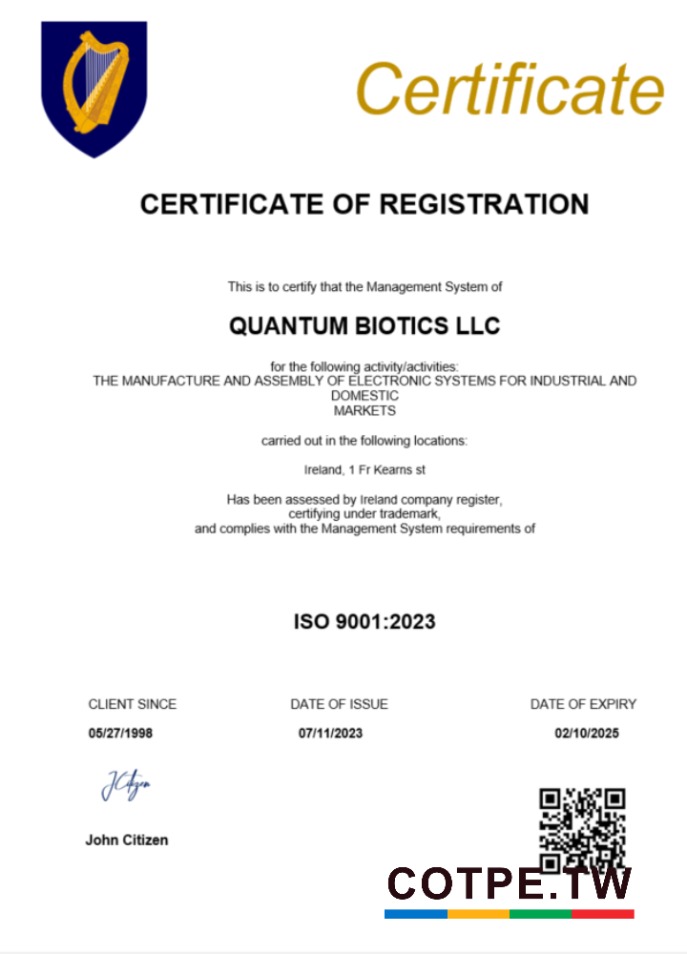 Certificate
CERTIFICATE OF REGISTRATION
This is to certify that the Management System of
QUANTUM BIOTICS LLC
for the following activity/activities:
THE MANUFACTURE AND ASSEMBLY OF ELECTRONIC SYSTEMS FOR INDUSTRIAL AND
DOMESTIC
MARKETS
carried out in the following locations:
Ireland, 1 Fr Kearns st
Has been assessed by Ireland company register,
certifying under trademark,
and complies with the Management System requirements of
ISO 9001:2023
CLIENT SINCE DATE OF ISSUE DATE OF EXPIRY
05/27/1998 07/11/2023 02/10/2025
JCitizen
John Citizen
COTPE.TW